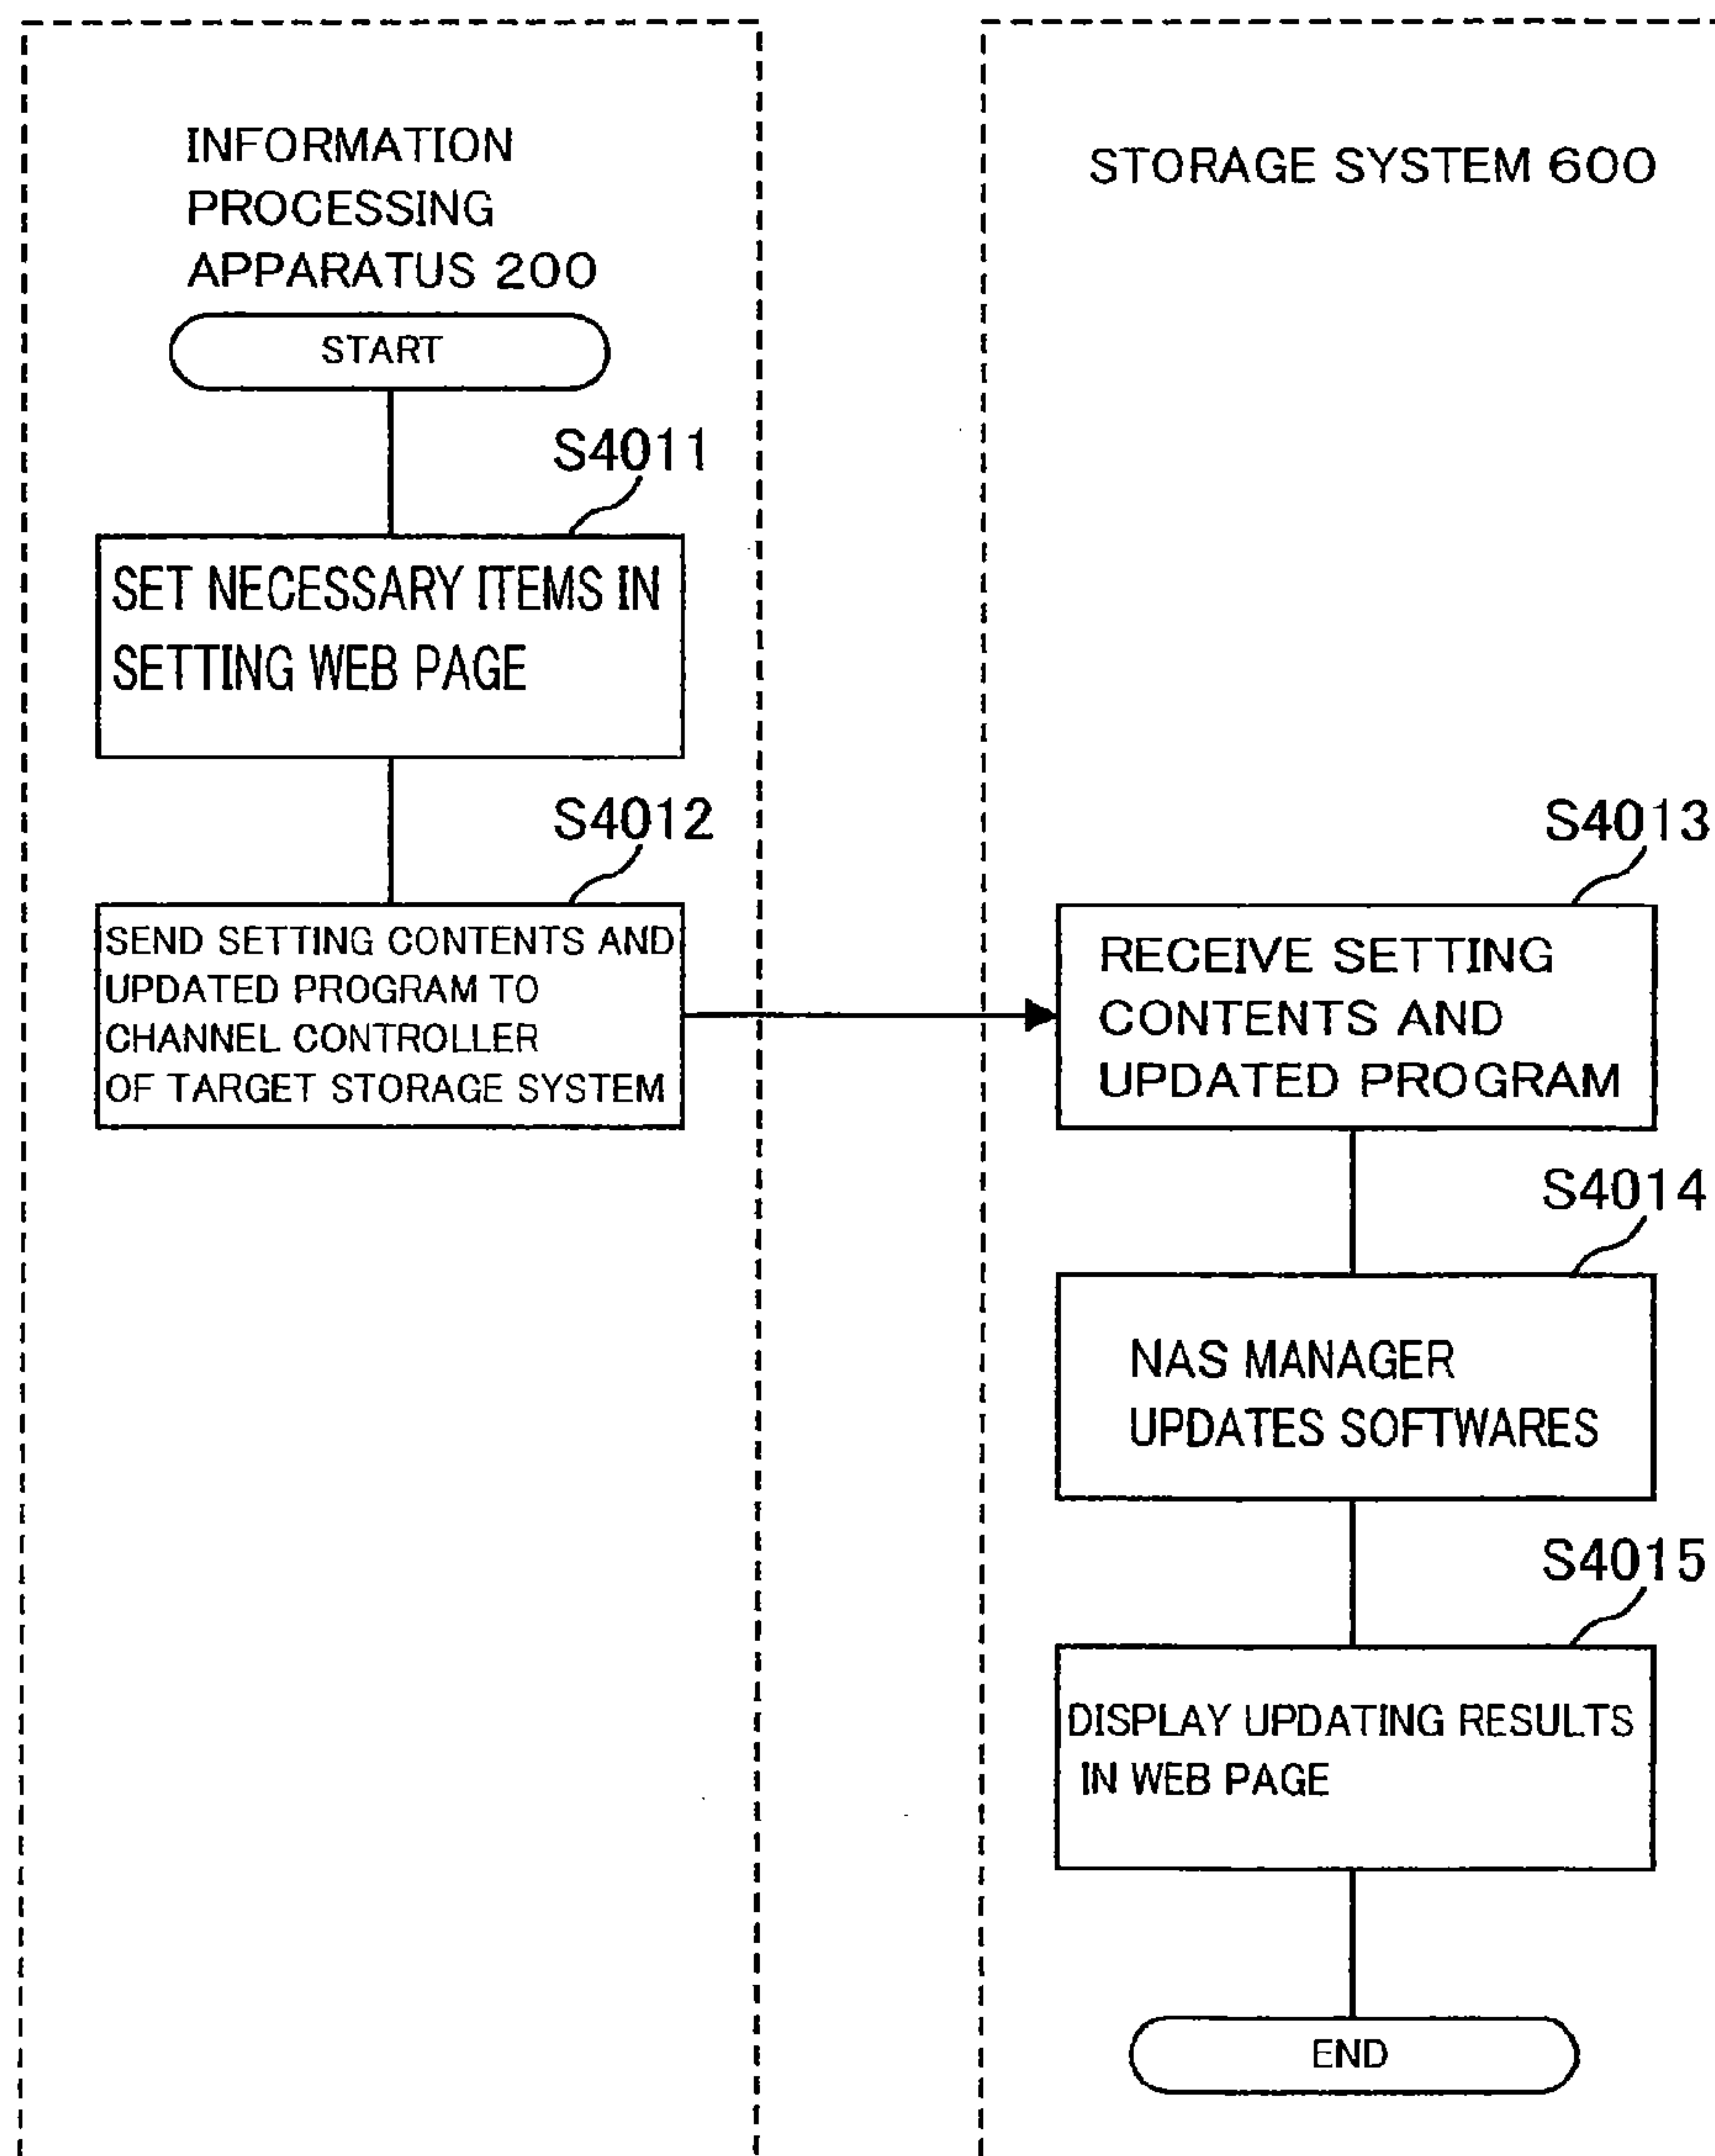 INFORMATION
PROCESSING
APPARATUS 200
START
S4011
SET NECESSARY ITEMS IN
SETTING WEB PAGE
S4012
SEND SETTING CONTENTS AND
UPDATED PROGRAM TO
CHANNEL CONTROLLER
OF TARGET STORAGE SYSTEM
STORAGE SYSTEM 600
S4013
RECEIVE SETTING
CONTENTS AND
UPDATED PROGRAM
S4014
NAS MANAGER
UPDATES SOFTWARES
S4015
DISPLAY UPDATING RESULTS
IN WEB PAGE
END